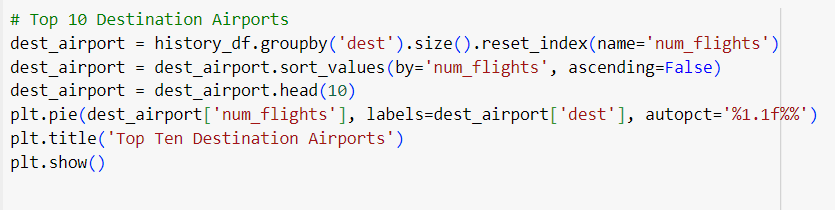 # Top 10 Destination Airports
dest_airport = history_df.groupby('dest').size().reset_index(name='num_flights')
dest_airport = dest_airport.sort_values(by='num_flights', ascending=False)
dest_airport = dest_airport.head(10)
plt.pie(dest_airport['num_flights'], labels=dest_airport['dest'], autopct='%1.1f%%')
plt.title('Top Ten Destination Airports')
plt.show()